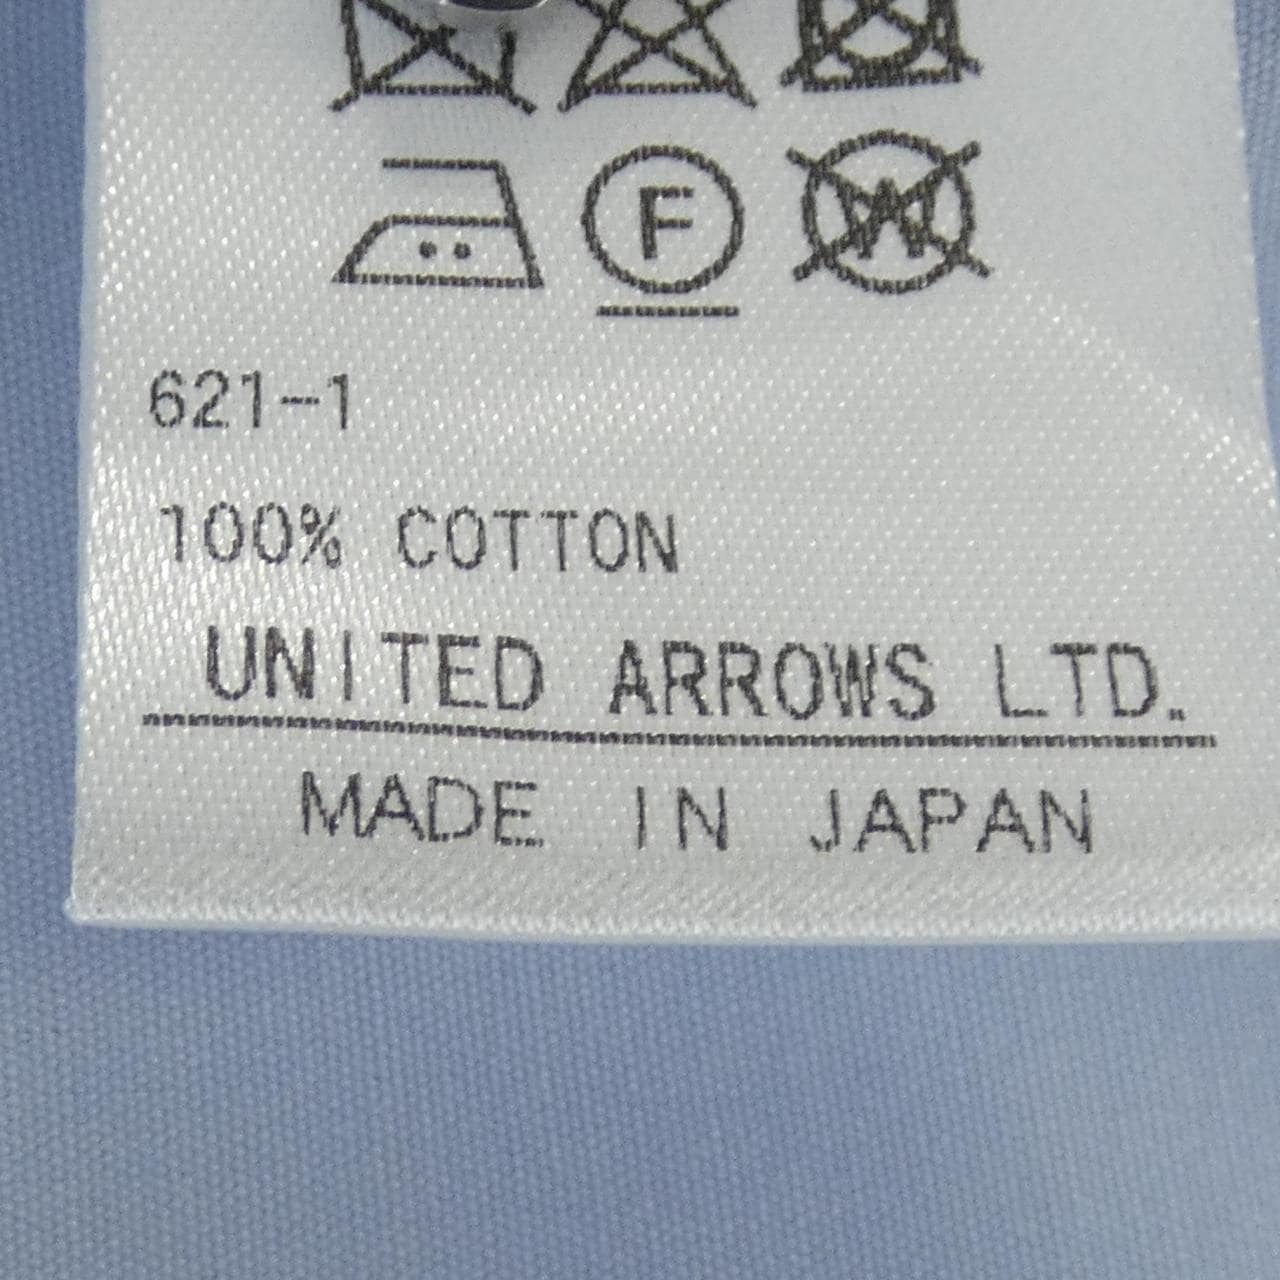 F W
621-1
100% COTTON
UNITED ARROWS LTD.
MADE IN JAPAN